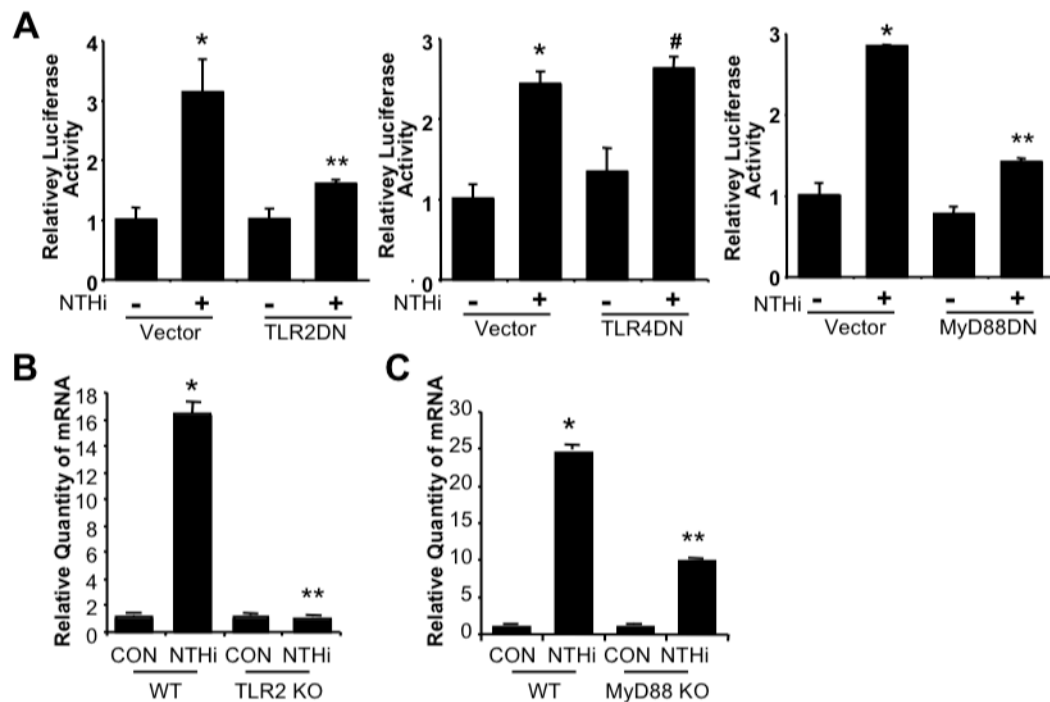 A
Relativey Luciferase
Activity
4
3
2
1
0
*
**
NTHi - + - +
Vector TLR2DN
Relativey Luciferase
Activity
3
2
1
0
*
#
NTHi - + - +
Vector TLR4DN
Relativey Luciferase
Activity
3
2
1
0
*
**
NTHi - + - +
Vector MyD88DN
B
Relative Quantity of mRNA
18
16
14
12
10
8
6
4
2
0
*
**
CON NTHi CON NTHi
WT TLR2 KO
C
Relative Quantity of mRNA
30
25
20
15
10
5
0
*
**
CON NTHi CON NTHi
WT MyD88 KO